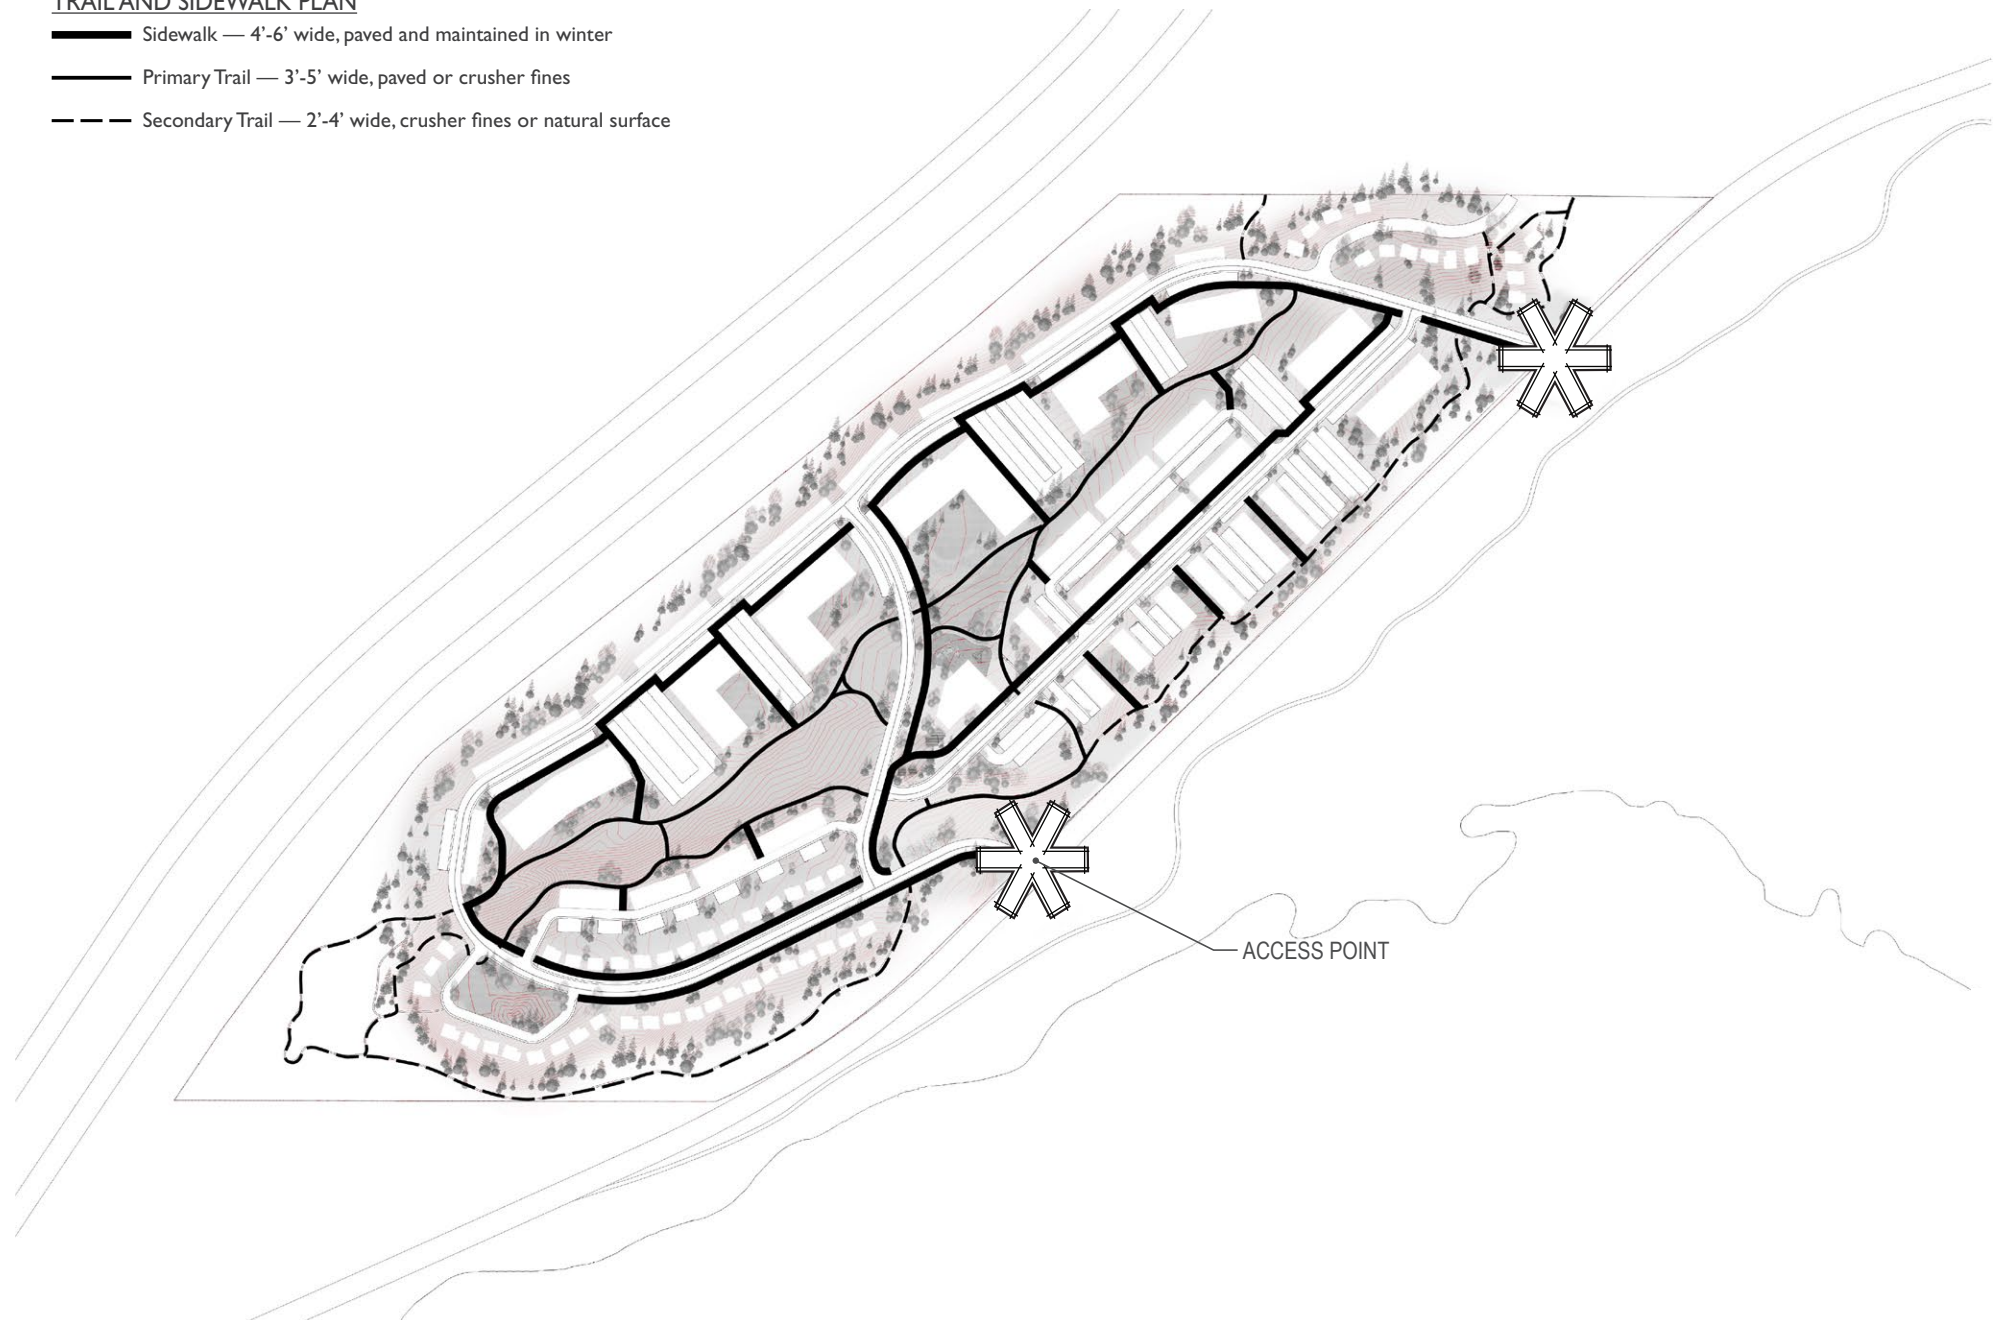 TRAIL AND SIDEWALK PLAN
Sidewalk — 4'-6' wide, paved and maintained in winter
Primary Trail — 3'-5' wide, paved or crusher fines
Secondary Trail — 2'-4' wide, crusher fines or natural surface
ACCESS POINT